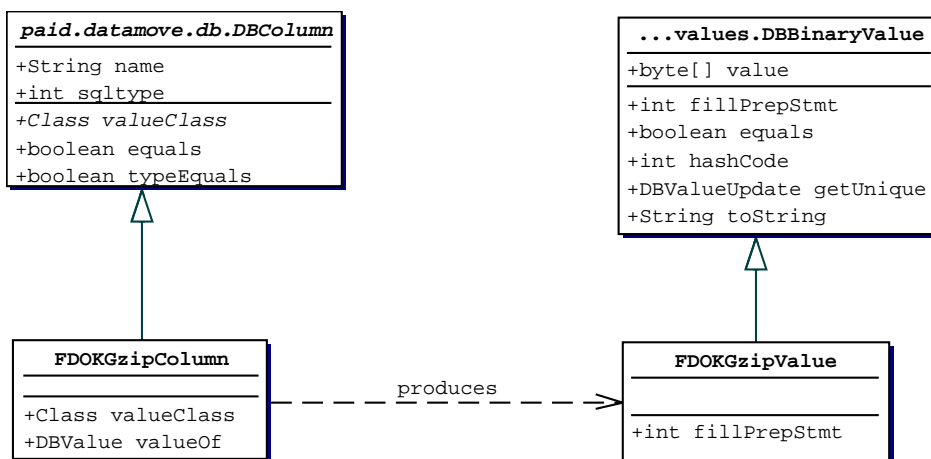 paid.datamove.db.DBColumn
+String name
+int sqltype
+Class valueClass
+boolean equals
+boolean typeEquals
...values.DBBinaryValue
+byte[] value
+int fillPrepStmt
+boolean equals
+int hashCode
+DBValueUpdate getUnique
+String toString
FDOKGzipColumn
+Class valueClass
+DBValue valueOf
produces
FDOKGzipValue
+int fillPrepStmt